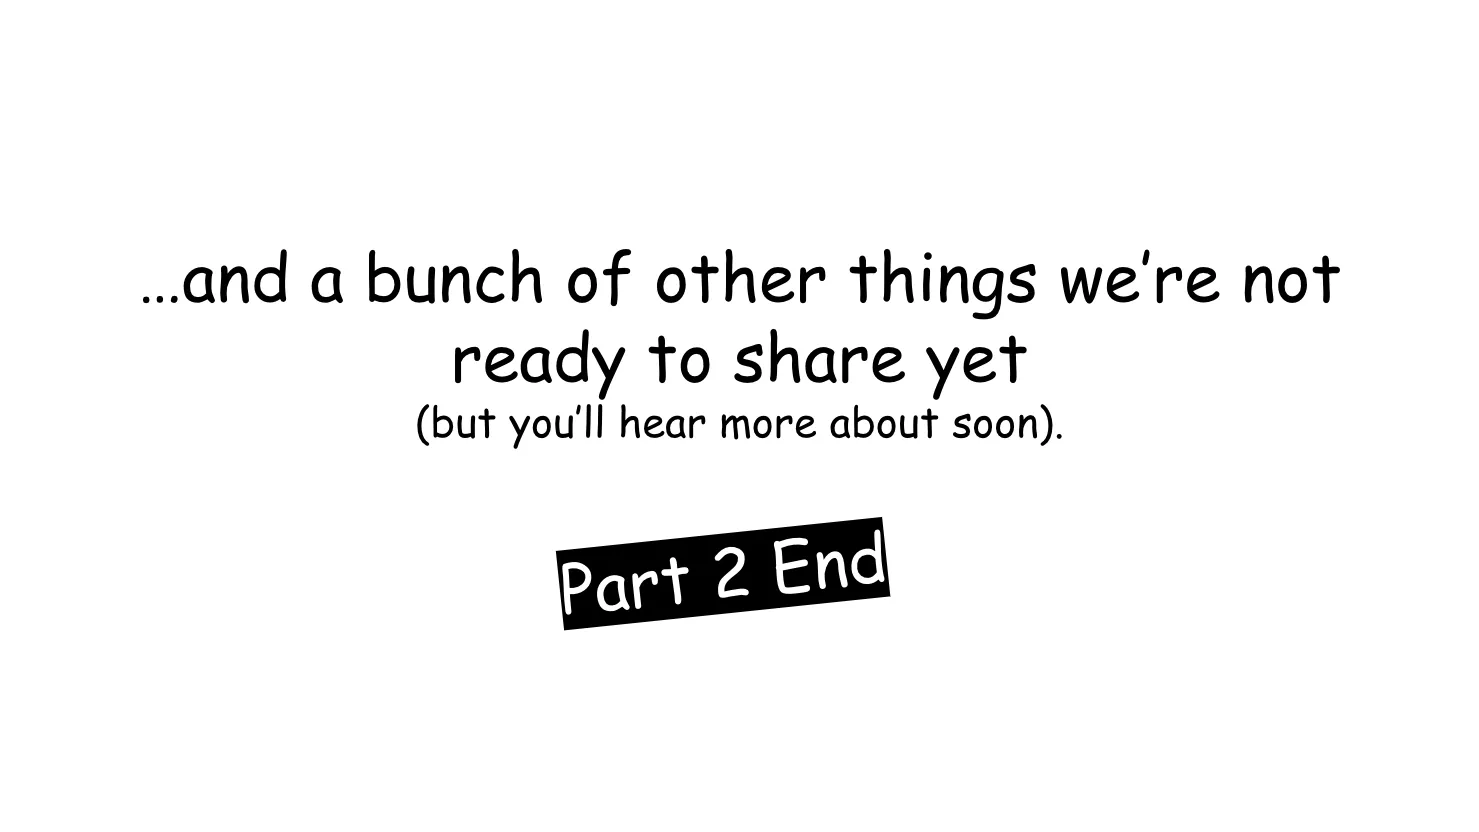 ...and a bunch of other things we’re not
ready to share yet
(but you’ll hear more about soon).
Part 2 End